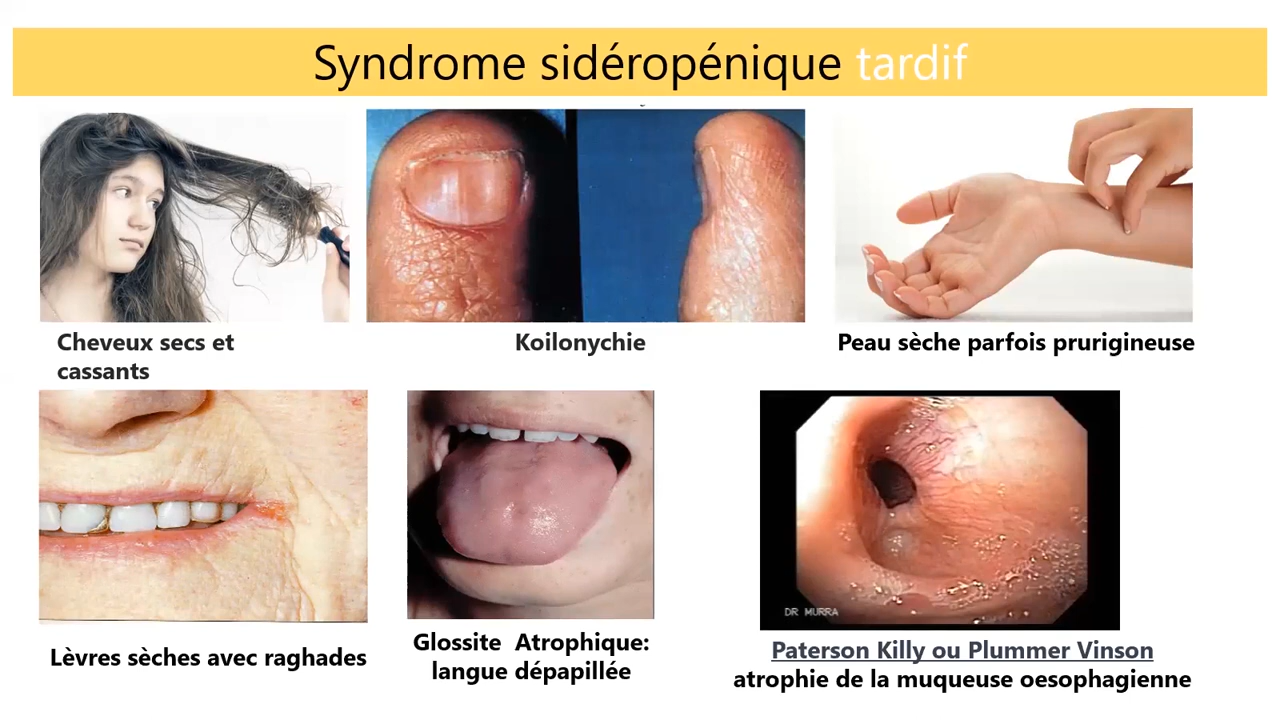 Syndrome sidéropénique tardif
Cheveux secs et
cassants
Koilonychie
Peau sèche parfois prurigineuse
Lèvres sèches avec raghades
Glossite Atrophique:
langue dépapillée
DR MURRA
Paterson Killy ou Plummer Vinson
atrophie de la muqueuse oesophagienne